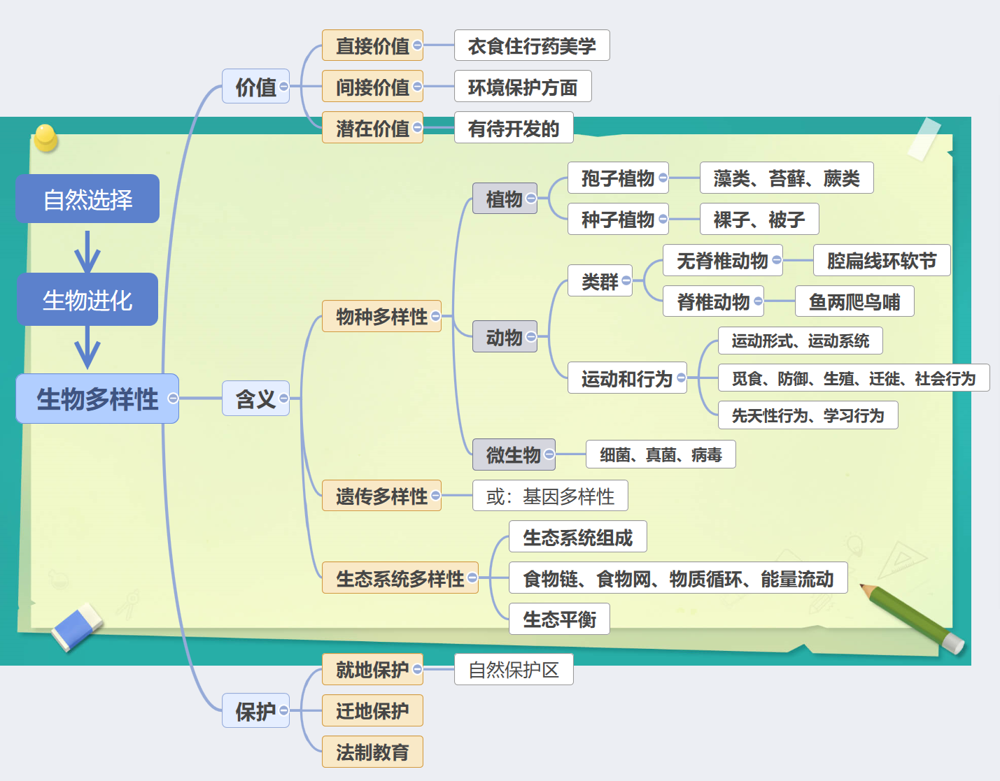 自然选择
生物进化
生物多样性
价值
直接价值
衣食住行药美学
间接价值
环境保护方面
潜在价值
有待开发的
含义
物种多样性
植物
孢子植物
藻类、苔藓、蕨类
种子植物
裸子、被子
动物
类群
无脊椎动物
腔扁线环软节
脊椎动物
鱼两爬鸟哺
运动和行为
运动形式、运动系统
觅食、防御、生殖、迁徙、社会行为
先天性行为、学习行为
微生物
细菌、真菌、病毒
遗传多样性
或：基因多样性
生态系统多样性
生态系统组成
食物链、食物网、物质循环、能量流动
生态平衡
保护
就地保护
自然保护区
迁地保护
法制教育